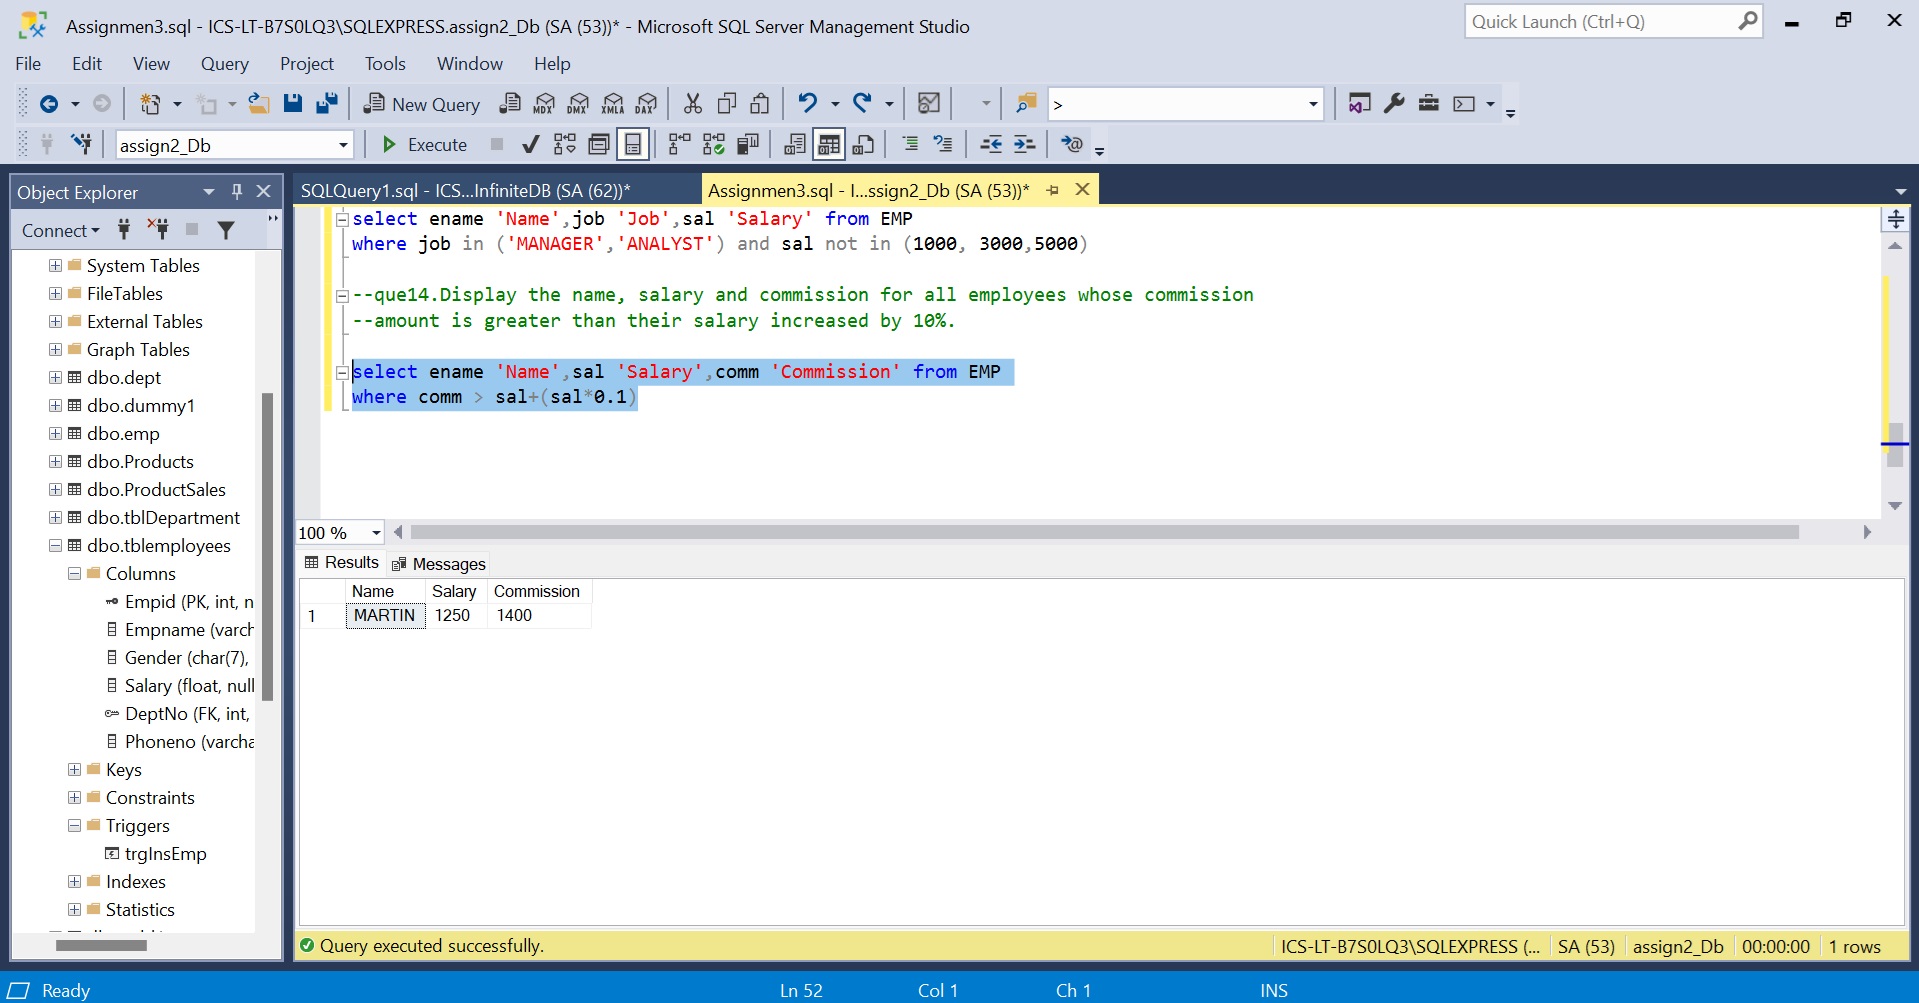 Assignmen3.sql - ICS-LT-B7S0LQ3\SQLEXPRESS.assign2_Db (SA (53))* - Microsoft SQL Server Management Studio
Quick Launch (Ctrl+Q)
File Edit View Query Project Tools Window Help
New Query MDX DMX XMLA DAX >
assign2_Db Execute
Object Explorer
SQLQuery1.sql - ICS...InfiniteDB (SA (62))* Assignmen3.sql - I...ssign2_Db (SA (53))*
Connect
System Tables
FileTables
External Tables
Graph Tables
dbo.dept
dbo.dummy1
dbo.emp
dbo.Products
dbo.ProductSales
dbo.tblDepartment
dbo.tblemployees
Columns
Empid (PK, int, n
Empname (varch
Gender (char(7),
Salary (float, null
DeptNo (FK, int,
Phoneno (varcha
Keys
Constraints
Triggers
trgInsEmp
Indexes
Statistics
select ename 'Name',job 'Job',sal 'Salary' from EMP
where job in ('MANAGER','ANALYST') and sal not in (1000, 3000,5000)
--que14.Display the name, salary and commission for all employees whose commission
--amount is greater than their salary increased by 10%.
select ename 'Name',sal 'Salary',comm 'Commission' from EMP
where comm > sal+(sal*0.1)
100 %
Results Messages
Name Salary Commission
1 MARTIN 1250 1400
Query executed successfully. ICS-LT-B7S0LQ3\SQLEXPRESS (... SA (53) assign2_Db 00:00:00 1 rows
Ready Ln 52 Col 1 Ch 1 INS